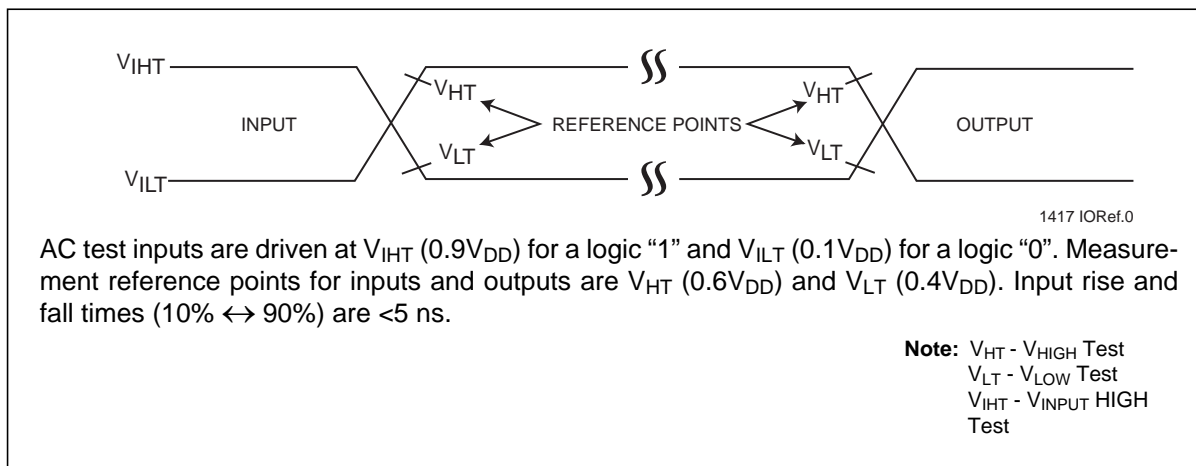 VIHT
INPUT
VILT
VHT
VLT
REFERENCE POINTS
VHT
VLT
OUTPUT
1417 IORef.0
AC test inputs are driven at VIHT (0.9VDD) for a logic “1” and VILT (0.1VDD) for a logic “0”. Measure-
ment reference points for inputs and outputs are VHT (0.6VDD) and VLT (0.4VDD). Input rise and
fall times (10% ↔ 90%) are <5 ns.
Note: VHT - VHIGH Test
VLT - VLOW Test
VIHT - VINPUT HIGH
Test